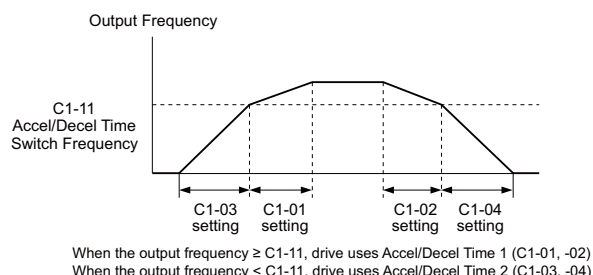 Output Frequency
C1-11
Accel/Decel Time
Switch Frequency
C1-03
setting
C1-01
setting
C1-02
setting
C1-04
setting
When the output frequency ≥ C1-11, drive uses Accel/Decel Time 1 (C1-01, -02)
When the output frequency < C1-11, drive uses Accel/Decel Time 2 (C1-03, -04)